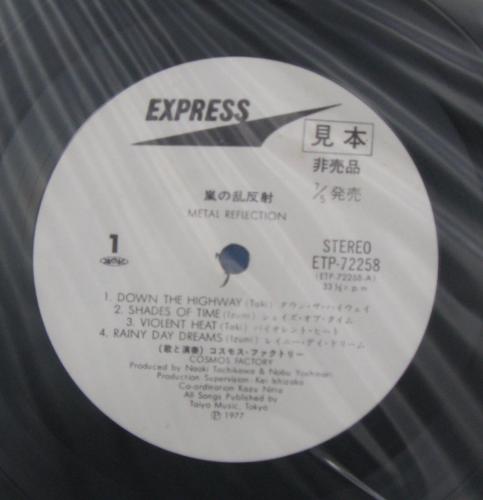 EXPRESS
見本
非売品
7/5 発売
嵐の乱反射
METAL REFLECTION
1
STEREO
ETP-72258
(ETP-72258-A)
33 ⅓ r.p.m
1. DOWN THE HIGHWAY (Taki) ダウン・ザ・ハイウェイ
2. SHADES OF TIME (Izumi) シェイズ・オブ・タイム
3. VIOLENT HEAT (Taki) バイオレント・ヒート
4. RAINY DAY DREAMS (Izumi) レイニー・デイ・ドリーム
(歌と演奏) コスモス・ファクトリー
COSMOS FACTORY
Produced by Naoki Tachikawa & Nobu Yoshinari
Production Supervision: Kei Ishizaka
Co-ordination Kazu Nina
All Songs Published by
Taiyo Music, Tokyo
Ⓟ 1977